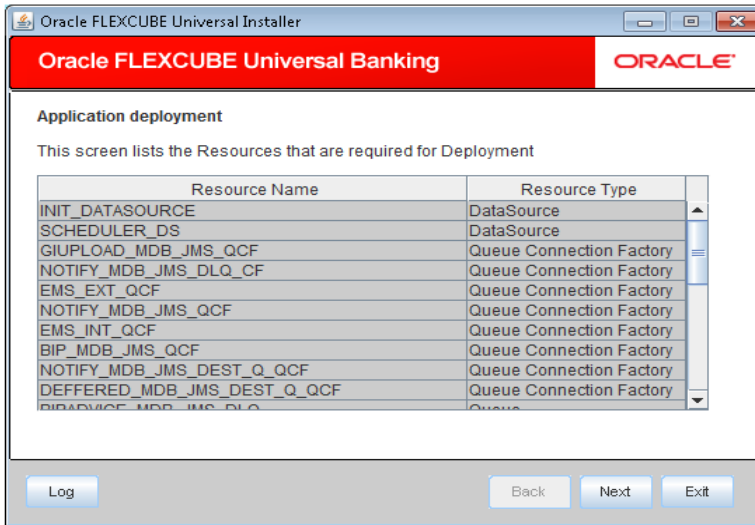 Oracle FLEXCUBE Universal Installer
Oracle FLEXCUBE Universal Banking ORACLE
Application deployment
This screen lists the Resources that are required for Deployment
Resource Name Resource Type
INIT_DATASOURCE DataSource
SCHEDULER_DS DataSource
GIUPLOAD_MDB_JMS_QCF Queue Connection Factory
NOTIFY_MDB_JMS_DLQ_CF Queue Connection Factory
EMS_EXT_QCF Queue Connection Factory
NOTIFY_MDB_JMS_QCF Queue Connection Factory
EMS_INT_QCF Queue Connection Factory
BIP_MDB_JMS_QCF Queue Connection Factory
NOTIFY_MDB_JMS_DEST_Q_QCF Queue Connection Factory
DEFFERED_MDB_JMS_DEST_Q_QCF Queue Connection Factory
Queue
Log Back Next Exit